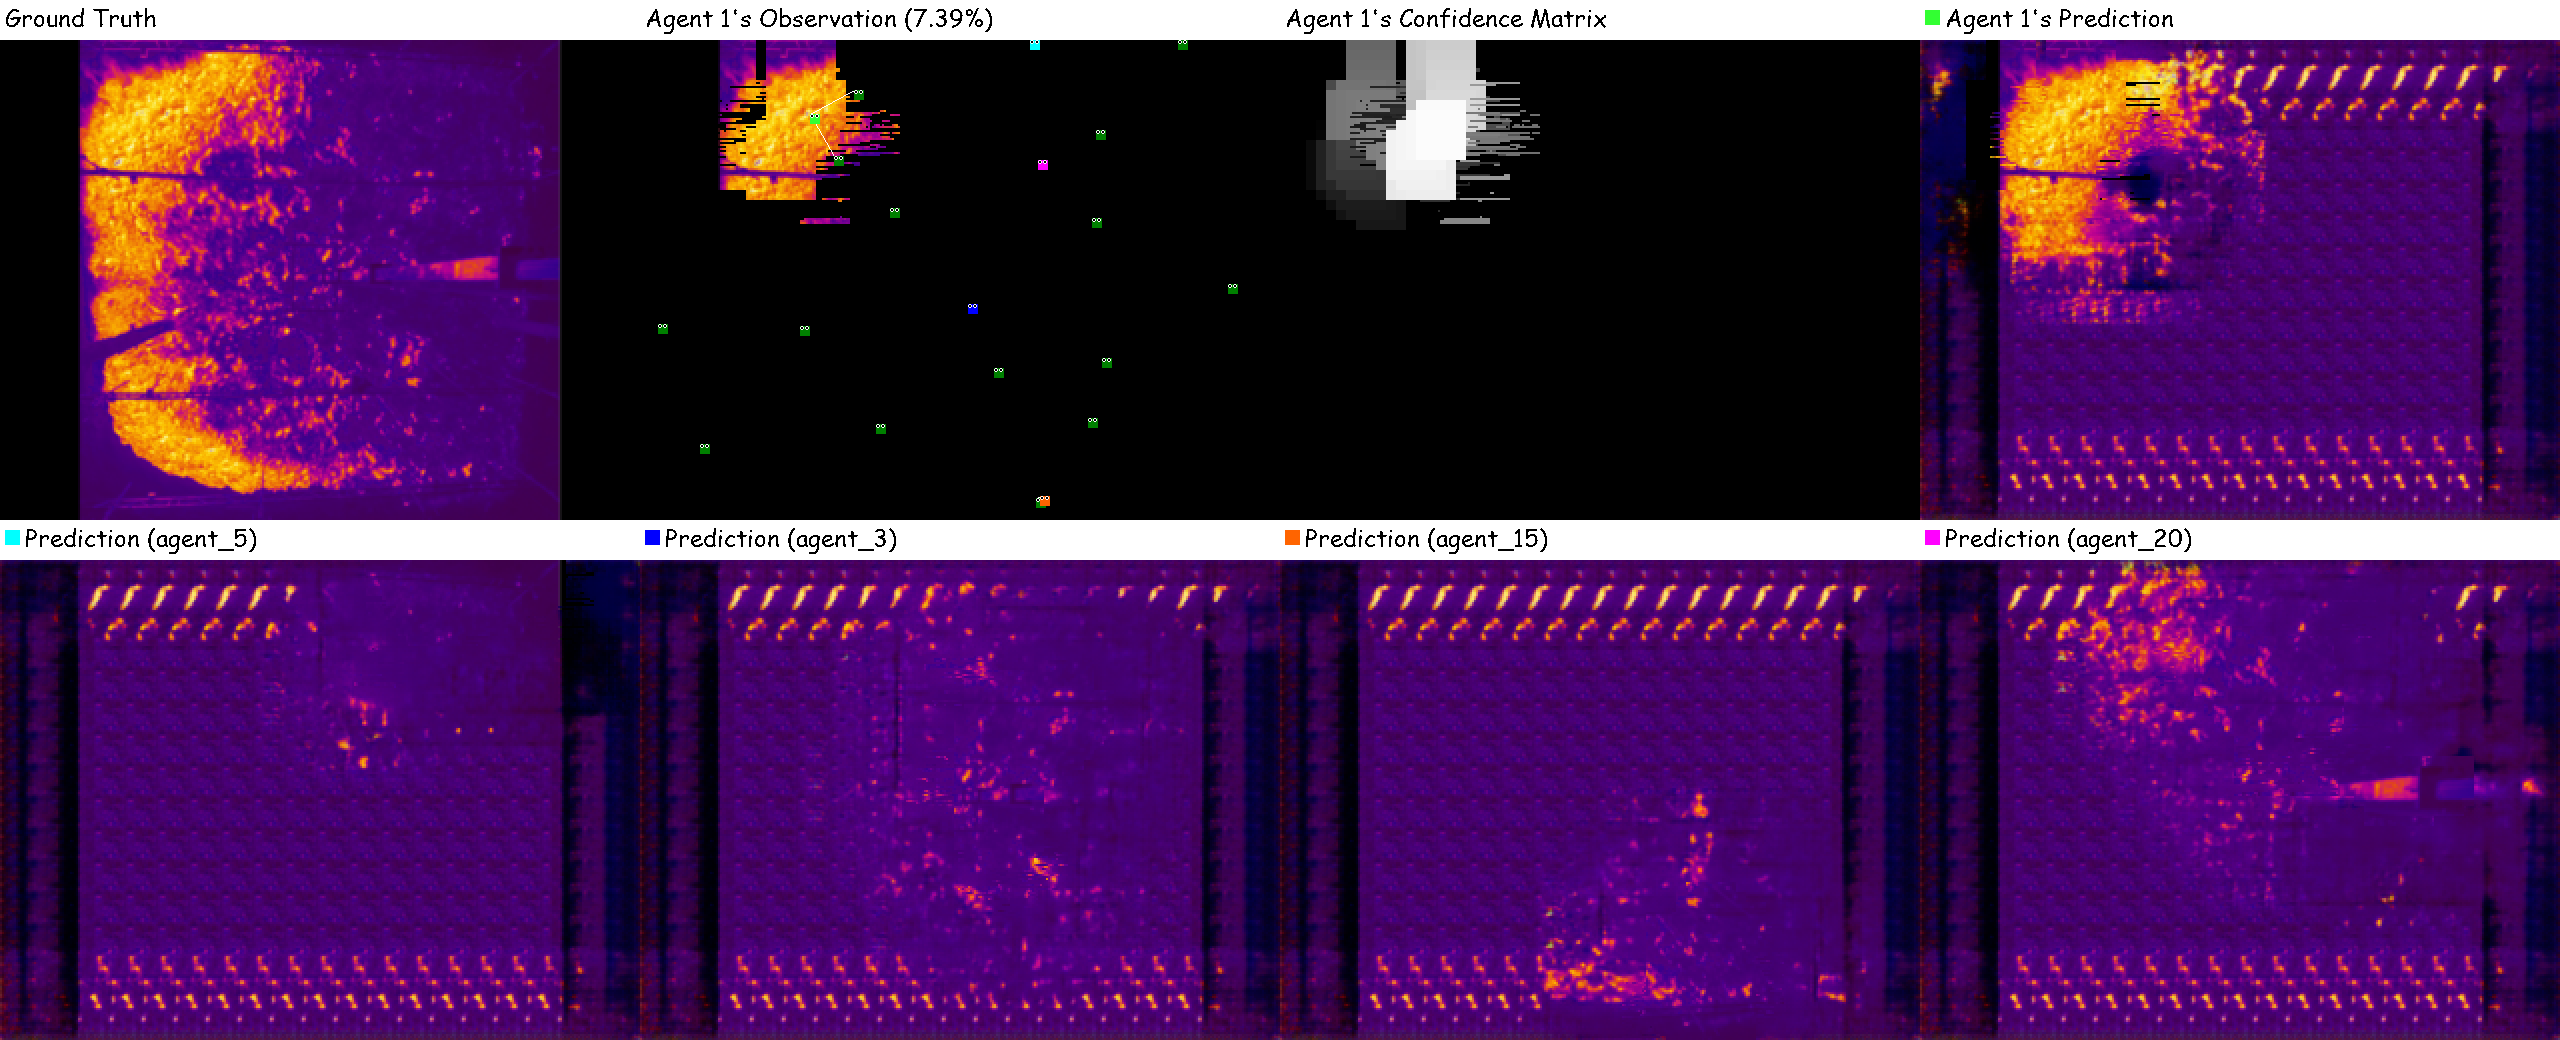 Ground Truth
Agent 1's Observation (7.39%)
Agent 1's Confidence Matrix
Agent 1's Prediction
Prediction (agent_5)
Prediction (agent_3)
Prediction (agent_15)
Prediction (agent_20)